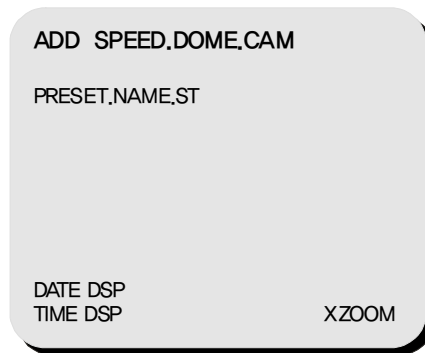 ADD SPEED.DOME.CAM
PRESET.NAME.ST
DATE DSP
TIME DSP XZOOM